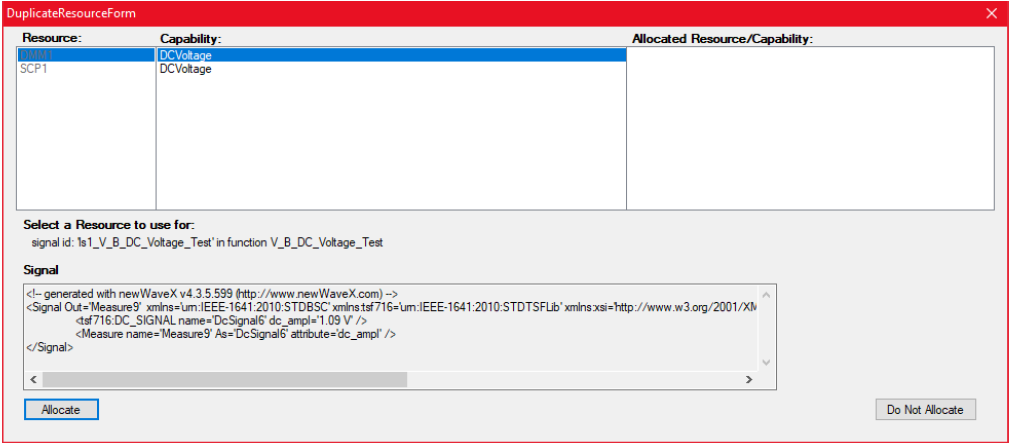 DuplicateResourceForm
Resource: Capability: Allocated Resource/Capability:
DMM1 DCVoltage
SCP1 DCVoltage
Select a Resource to use for:
signal id: 'ls1_V_B_DC_Voltage_Test' in function V_B_DC_Voltage_Test
Signal
<!-- generated with newWaveX v4.3.5.599 (http://www.newWaveX.com) -->
<Signal Out='Measure9' xmlns='urn:IEEE-1641:2010:STDBSC' xmlns:tsf716='urn:IEEE-1641:2010:STDTSFLib' xmlns:xsi='http://www.w3.org/2001/XM
<tsf716:DC_SIGNAL name='DcSignal6' dc_ampl='1.09 V' />
<Measure name='Measure9' As='DcSignal6' attribute='dc_ampl' />
</Signal>
Allocate Do Not Allocate